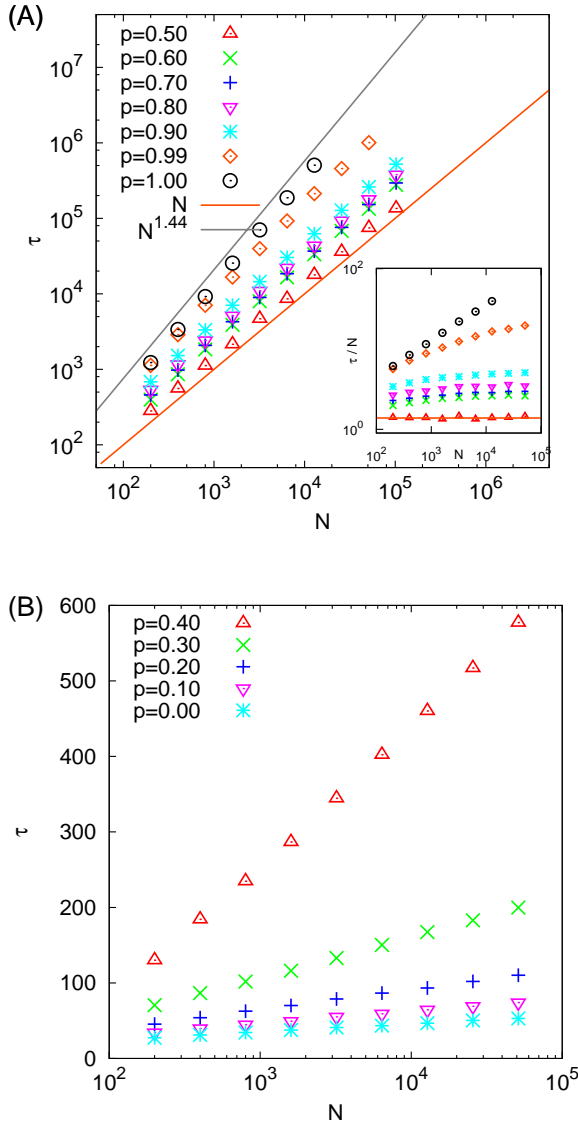 (A)
p=0.50
p=0.60
p=0.70
p=0.80
p=0.90
p=0.99
p=1.00
N
N^1.44
10^7
10^6
10^5
10^4
10^3
10^2
τ
10^2 10^3 10^4 10^5 10^6
N
10^2
10^0
τ / N
10^2 10^3 N 10^4 10^5
(B)
p=0.40
p=0.30
p=0.20
p=0.10
p=0.00
600
500
400
300
200
100
0
τ
10^2 10^3 10^4 10^5
N